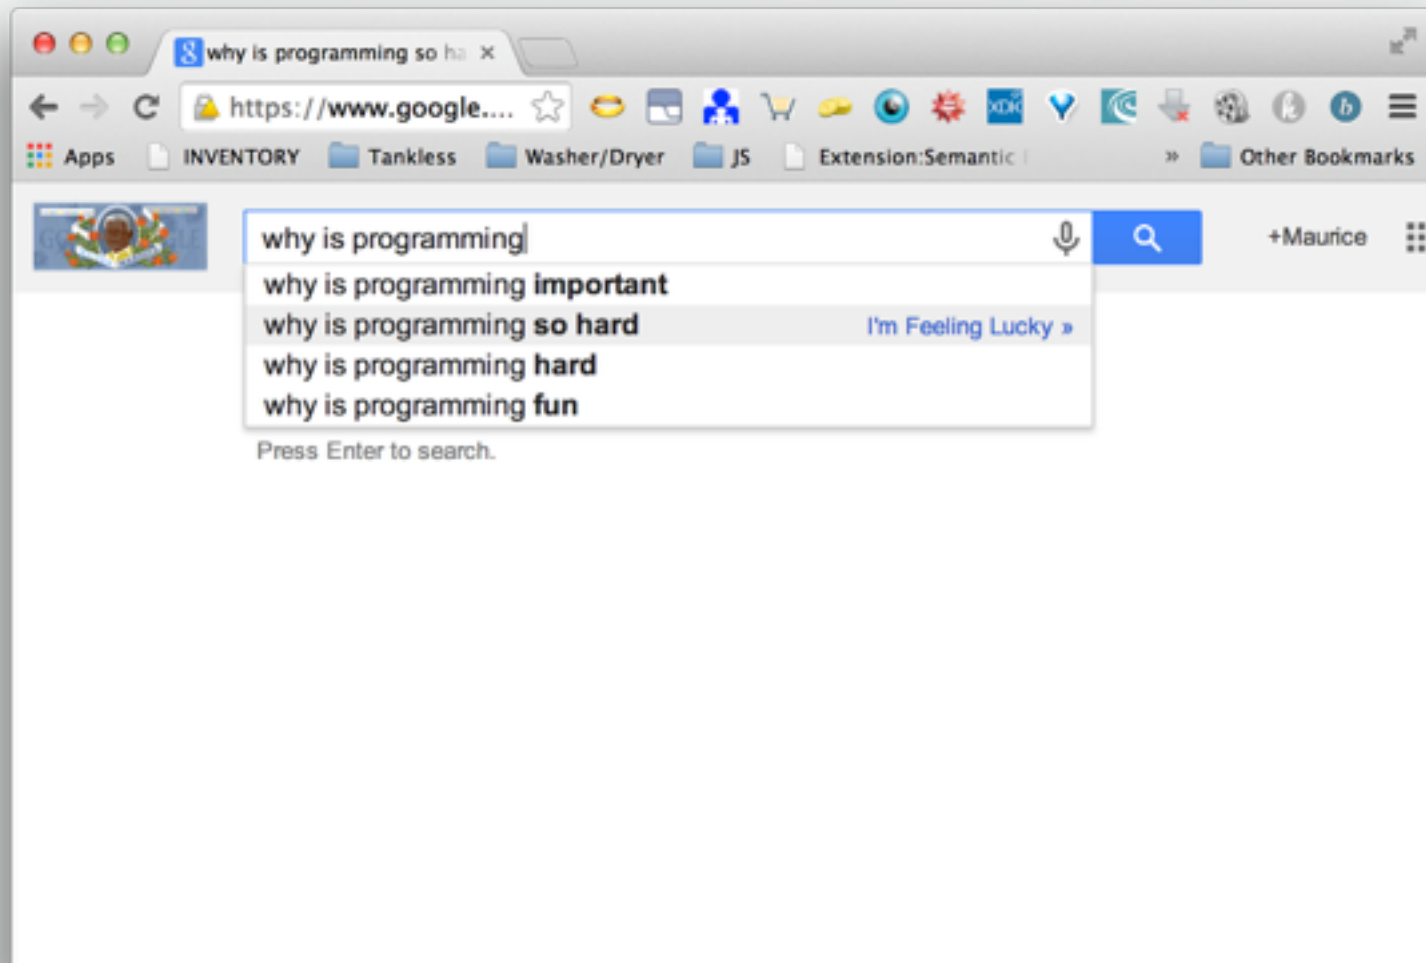 why is programming so ha
https://www.google....
XDK
b
Apps INVENTORY Tankless Washer/Dryer JS Extension:Semantic » Other Bookmarks
why is programming
+Maurice
why is programming important
why is programming so hard I'm Feeling Lucky »
why is programming hard
why is programming fun
Press Enter to search.